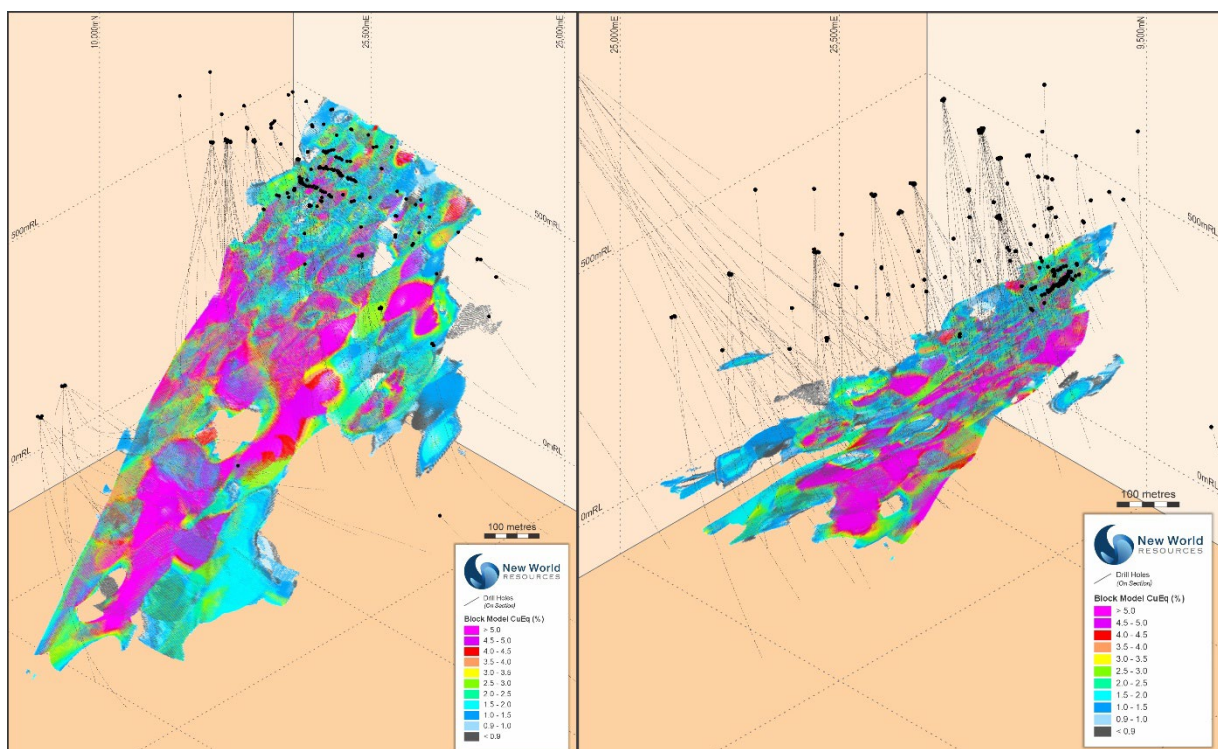 10,000mN
25,500mE
25,000mE
500mRL
500mRL
0mRL
0mRL
100 metres
New World
RESOURCES
Drill Holes
(On Section)
Block Model CuEq (%)
> 5.0
4.5 - 5.0
4.0 - 4.5
3.5 - 4.0
3.0 - 3.5
2.5 - 3.0
2.0 - 2.5
1.5 - 2.0
1.0 - 1.5
0.9 - 1.0
< 0.9
25,000mE
25,500mE
9,500mN
500mRL
500mRL
0mRL
0mRL
100 metres
New World
RESOURCES
Drill Holes
(On Section)
Block Model CuEq (%)
> 5.0
4.5 - 5.0
4.0 - 4.5
3.5 - 4.0
3.0 - 3.5
2.5 - 3.0
2.0 - 2.5
1.5 - 2.0
1.0 - 1.5
0.9 - 1.0
< 0.9